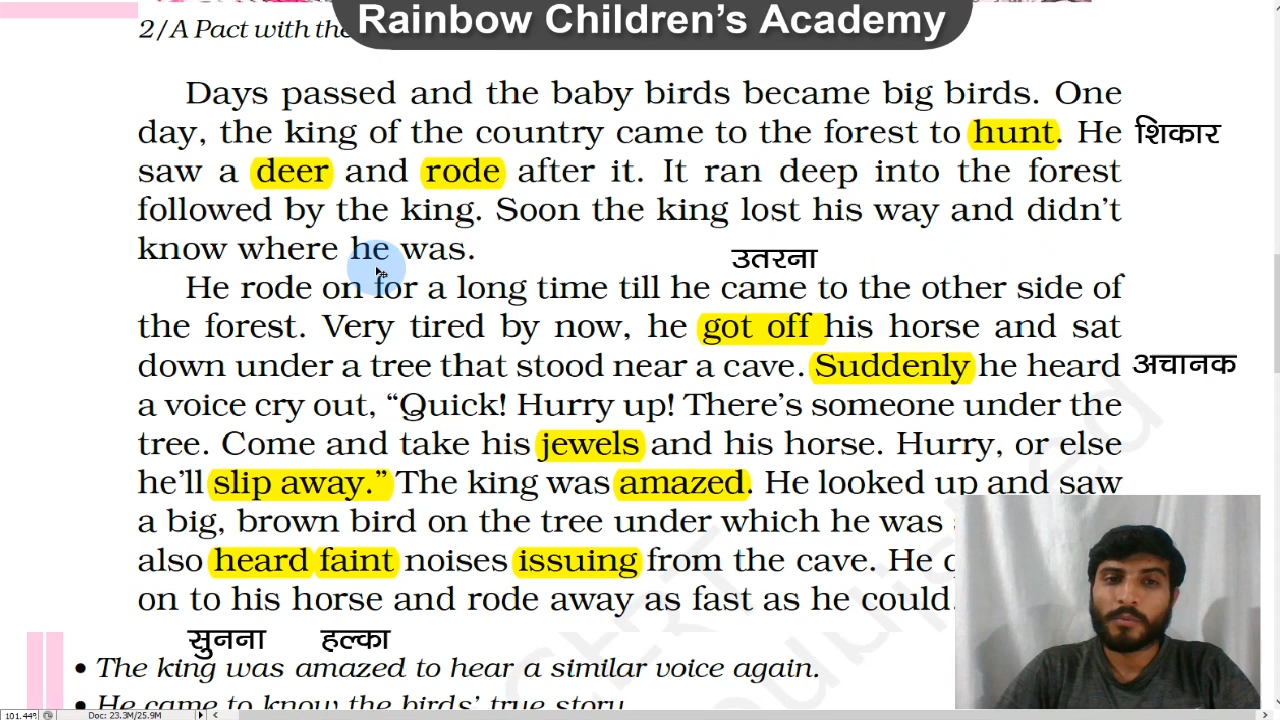 Rainbow Children’s Academy
2/A Pact with the
Days passed and the baby birds became big birds. One
day, the king of the country came to the forest to hunt. He शिकार
saw a deer and rode after it. It ran deep into the forest
followed by the king. Soon the king lost his way and didn’t
know where he was.
उतरना
He rode on for a long time till he came to the other side of
the forest. Very tired by now, he got off his horse and sat
down under a tree that stood near a cave. Suddenly he heard अचानक
a voice cry out, “Quick! Hurry up! There’s someone under the
tree. Come and take his jewels and his horse. Hurry, or else
he’ll slip away.” The king was amazed. He looked up and saw
a big, brown bird on the tree under which he was
also heard faint noises issuing from the cave. He
on to his horse and rode away as fast as he could.
सुनना हल्का
• The king was amazed to hear a similar voice again.
• He came to know the birds’ true story.
101.44% Doc: 23.3M/25.9M